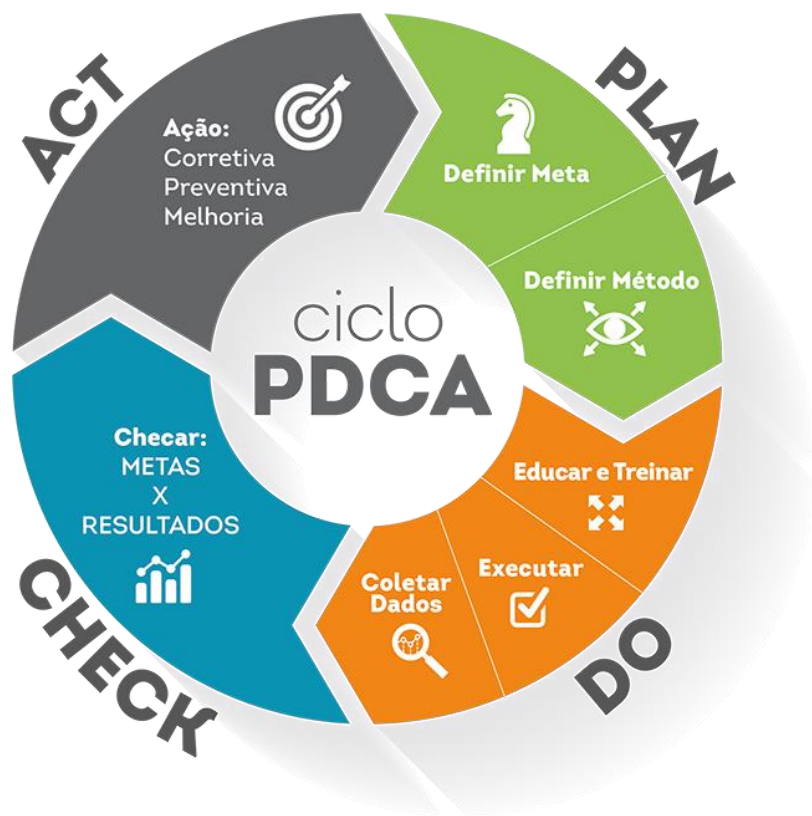 ciclo
PDCA
PLAN
Definir Meta
Definir Método
DO
Educar e Treinar
Executar
Coletar
Dados
CHECK
Checar:
METAS
X
RESULTADOS
ACT
Ação:
Corretiva
Preventiva
Melhoria